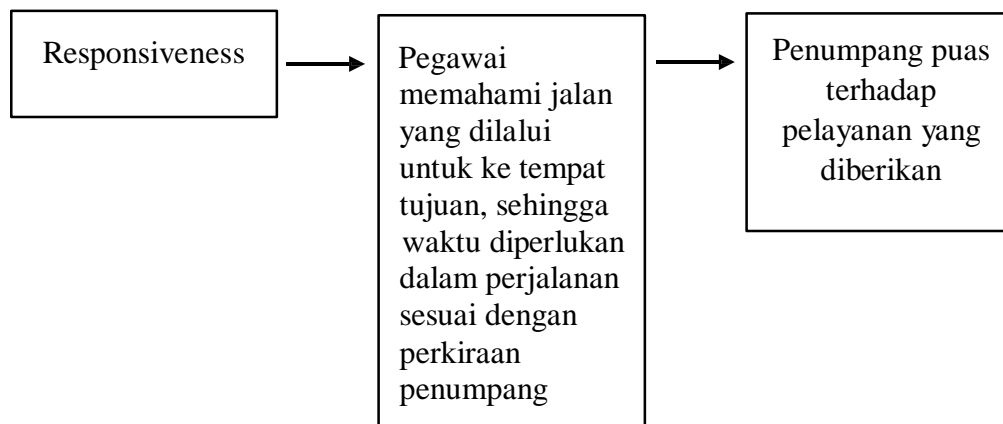 Responsiveness
Pegawai
memahami jalan
yang dilalui
untuk ke tempat
tujuan, sehingga
waktu diperlukan
dalam perjalanan
sesuai dengan
perkiraan
penumpang
Penumpang puas
terhadap
pelayanan yang
diberikan